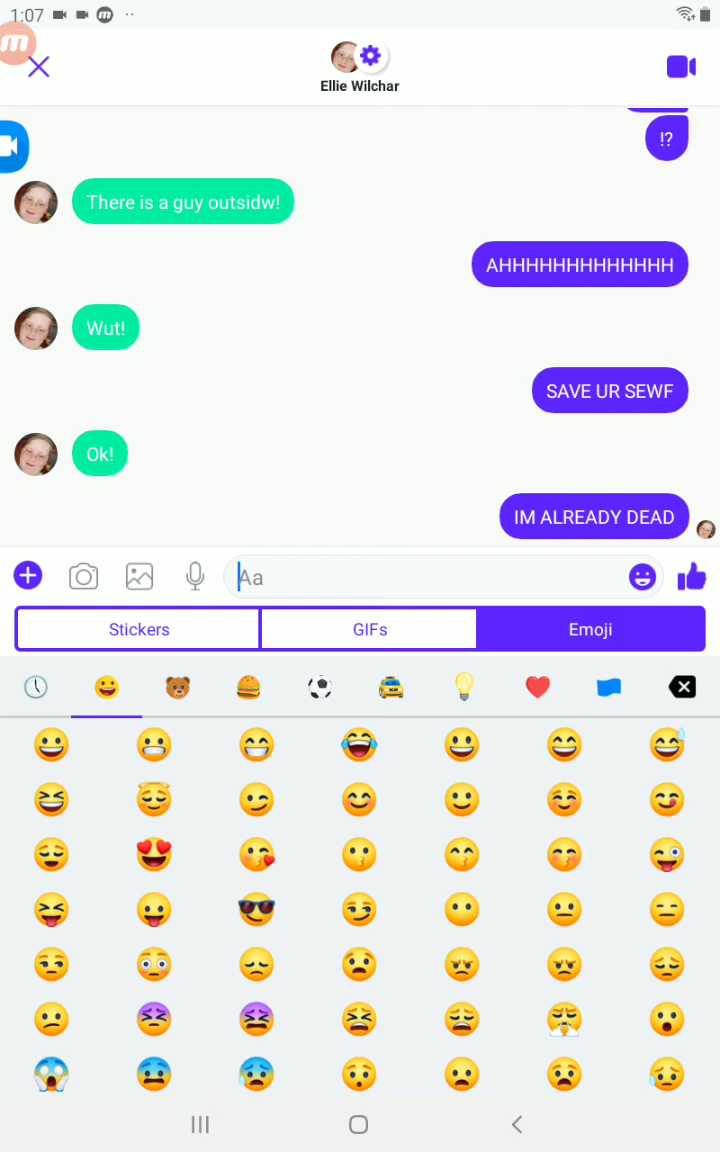 1:07
Ellie Wilchar
!?
There is a guy outsidw!
AHHHHHHHHHHHHH
Wut!
SAVE UR SEWF
Ok!
IM ALREADY DEAD
Aa
Stickers GIFs Emoji